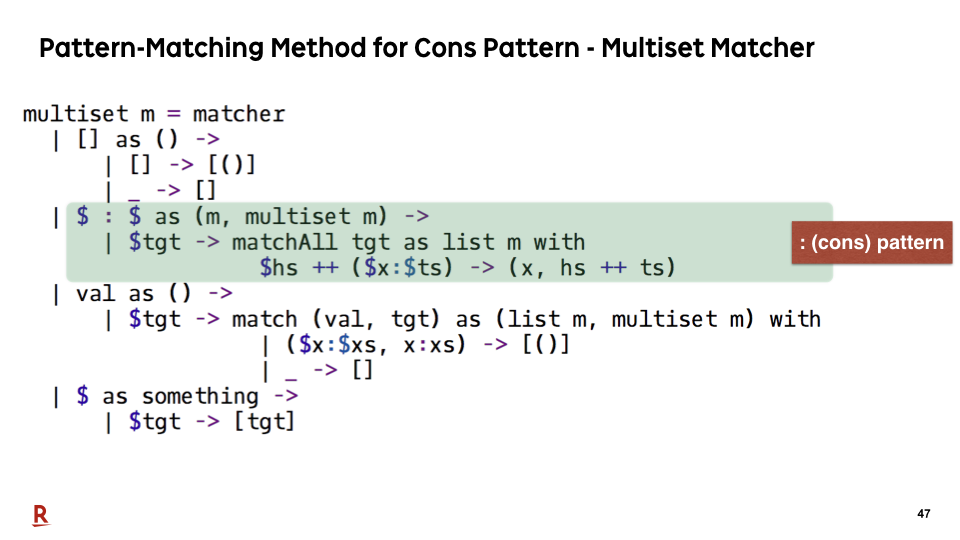 Pattern-Matching Method for Cons Pattern - Multiset Matcher
multiset m = matcher
| [] as () ->
| [] -> [()]
| _ -> []
| $ : $ as (m, multiset m) ->
| $tgt -> matchAll tgt as list m with
$hs ++ ($x:$ts) -> (x, hs ++ ts)
: (cons) pattern
| val as () ->
| $tgt -> match (val, tgt) as (list m, multiset m) with
| ($x:$xs, x:xs) -> [()]
| _ -> []
| $ as something ->
| $tgt -> [tgt]
R
47